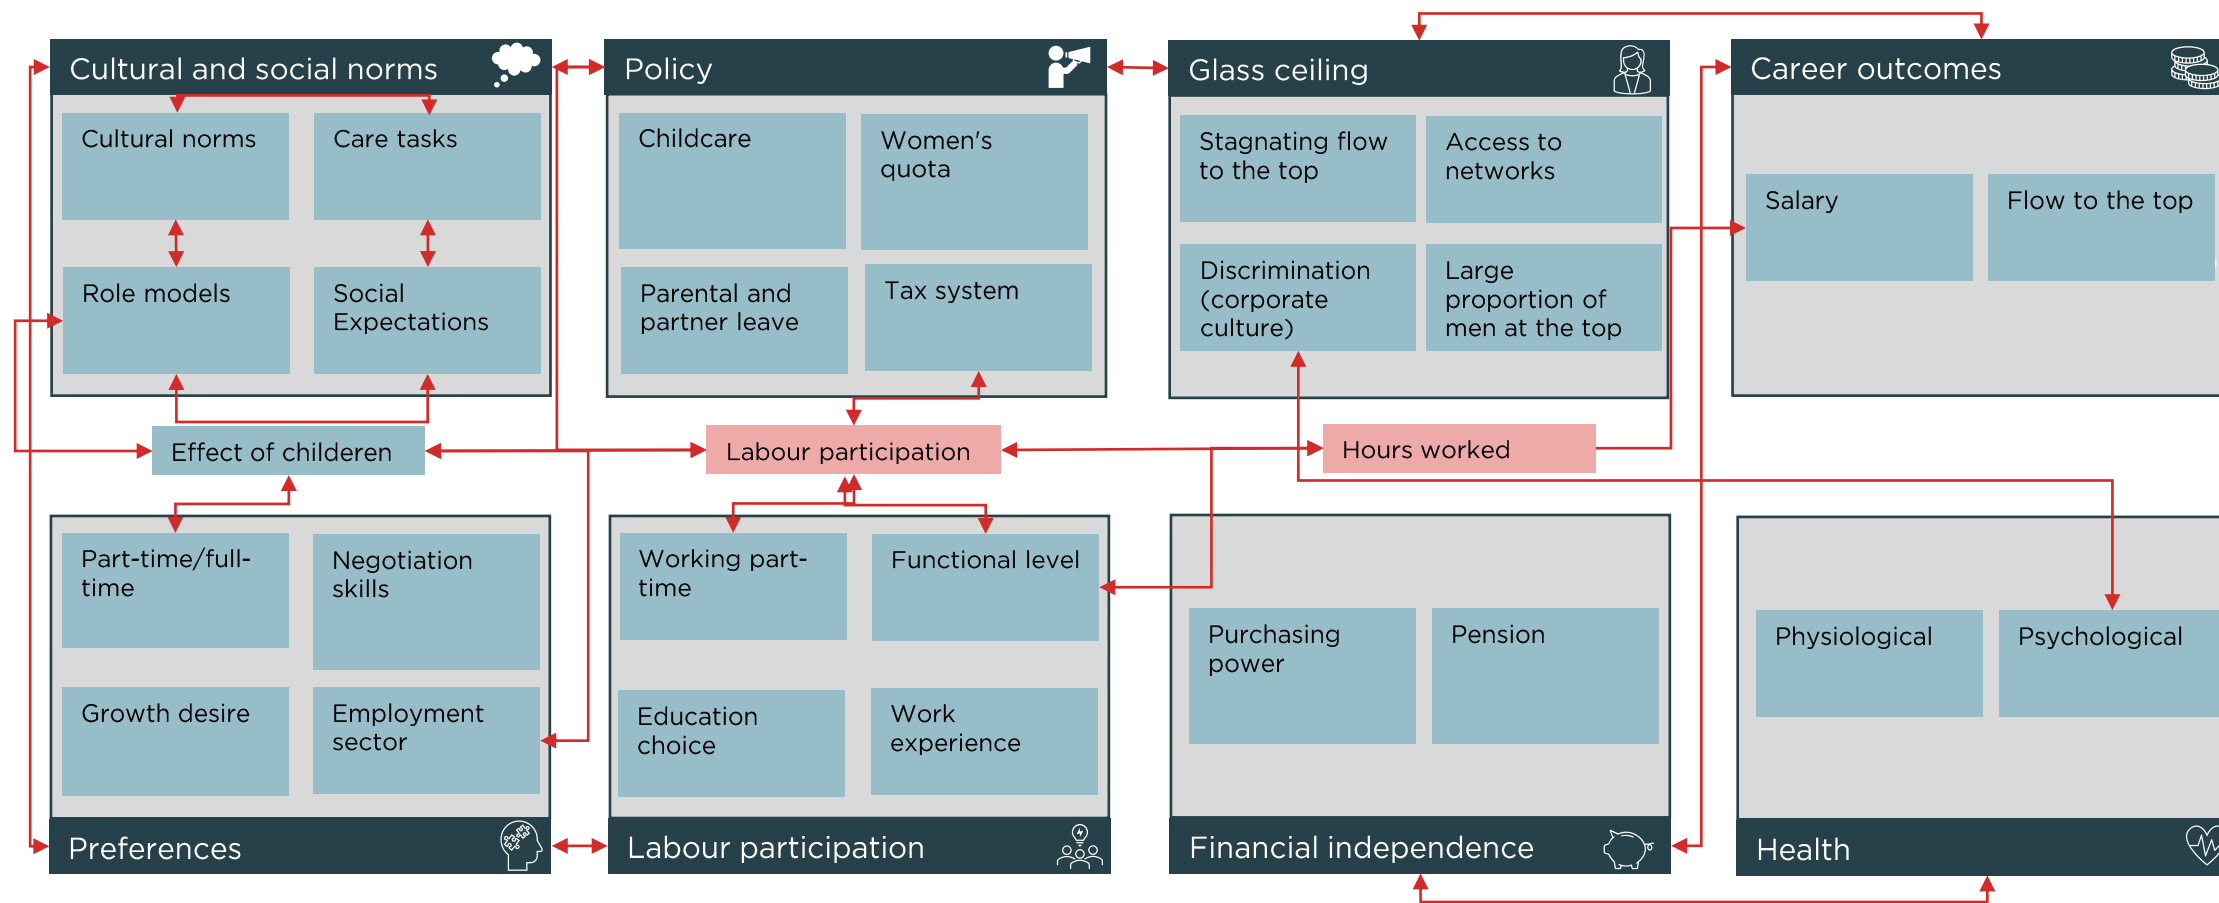 Cultural and social norms
Cultural norms
Care tasks
Role models
Social
Expectations
Policy
Childcare
Women's
quota
Parental and
partner leave
Tax system
Glass ceiling
Stagnating flow
to the top
Access to
networks
Discrimination
(corporate
culture)
Large
proportion of
men at the top
Career outcomes
Salary
Flow to the top
Effect of childeren
Labour participation
Hours worked
Part-time/full-
time
Negotiation
skills
Growth desire
Employment
sector
Preferences
Working part-
time
Functional level
Education
choice
Work
experience
Labour participation
Purchasing
power
Pension
Financial independence
Physiological
Psychological
Health